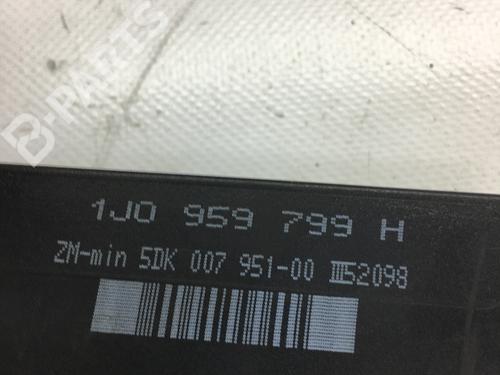 B-PARTS
1J0 959 799 H
ZM-min 5DK 007 951-00 III52098